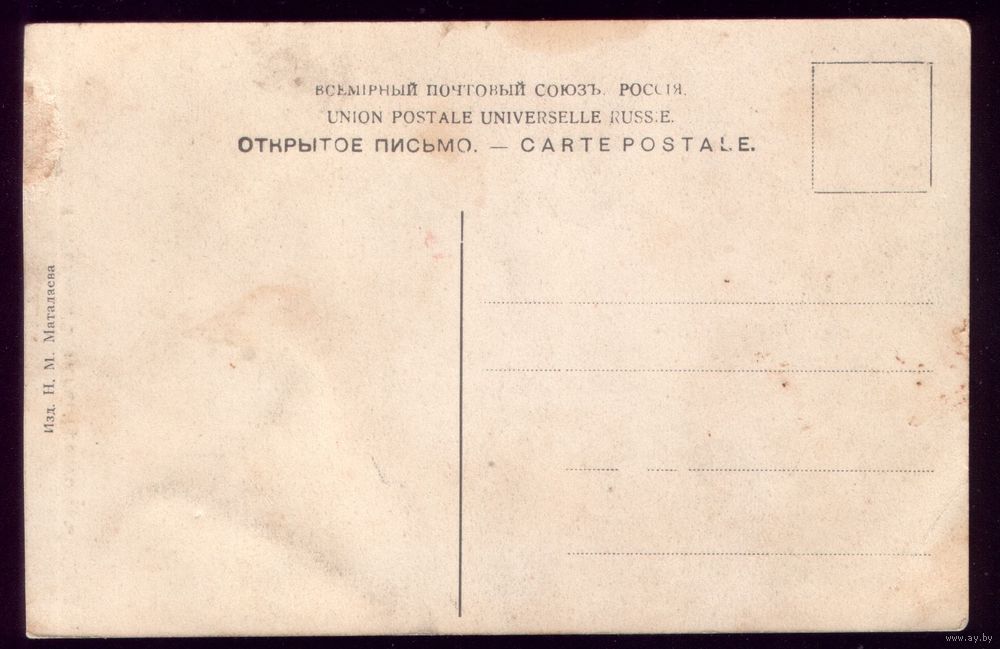 ВСЕМІРНЫЙ ПОЧТОВЫЙ СОЮЗЪ. РОССІЯ.
UNION POSTALE UNIVERSELLE RUSSIE.
ОТКРЫТОЕ ПИСЬМО. — CARTE POSTALE.
Изд. Н. М. Маталаева
www.ay.by